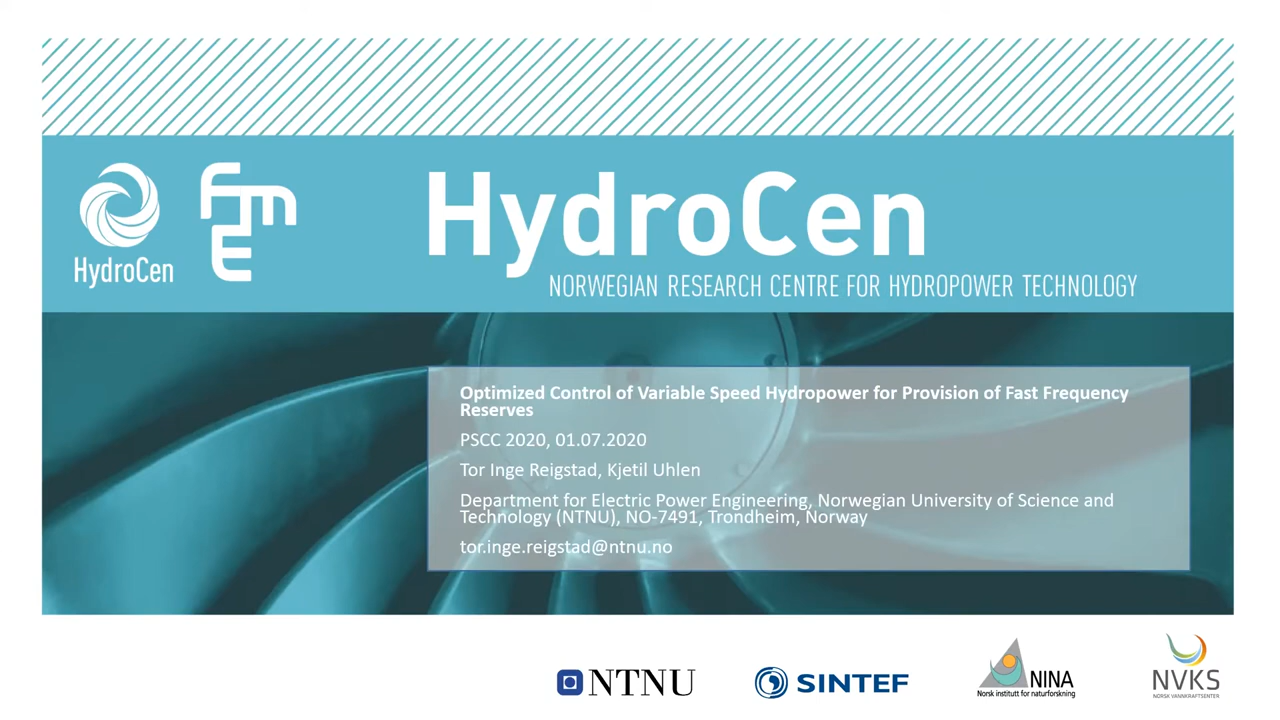 HydroCen
FME
HydroCen
NORWEGIAN RESEARCH CENTRE FOR HYDROPOWER TECHNOLOGY
Optimized Control of Variable Speed Hydropower for Provision of Fast Frequency
Reserves
PSCC 2020, 01.07.2020
Tor Inge Reigstad, Kjetil Uhlen
Department for Electric Power Engineering, Norwegian University of Science and
Technology (NTNU), NO-7491, Trondheim, Norway
tor.inge.reigstad@ntnu.no
NTNU
SINTEF
NINA
Norsk institutt for naturforskning
NVKS
NORSK VANNKRAFTSENTER